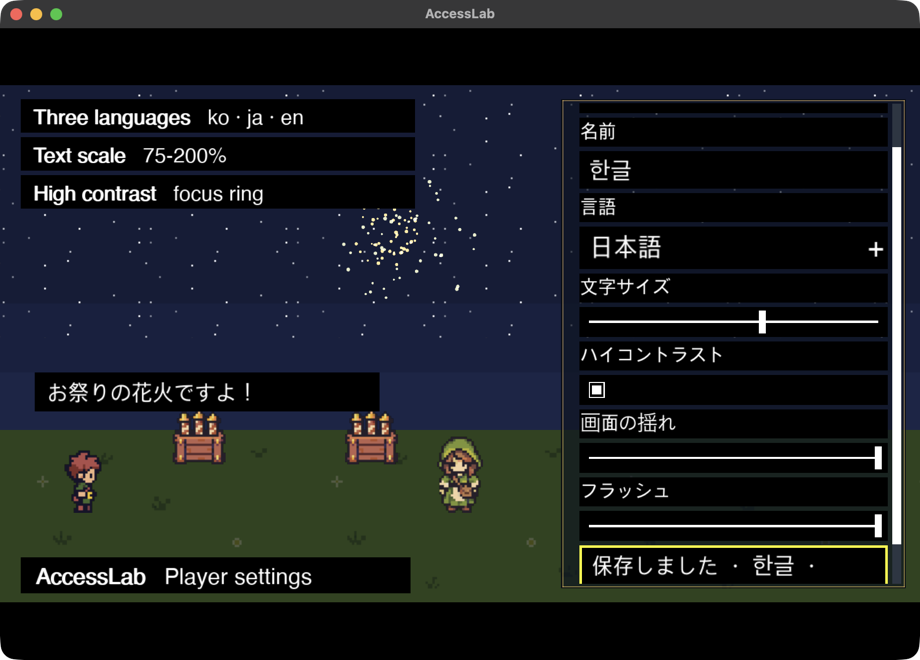 AccessLab
Three languages ko · ja · en
Text scale 75-200%
High contrast focus ring
お祭りの花火ですよ！
AccessLab Player settings
名前
한글
言語
日本語 +
文字サイズ
ハイコントラスト
画面の揺れ
フラッシュ
保存しました · 한글 ·